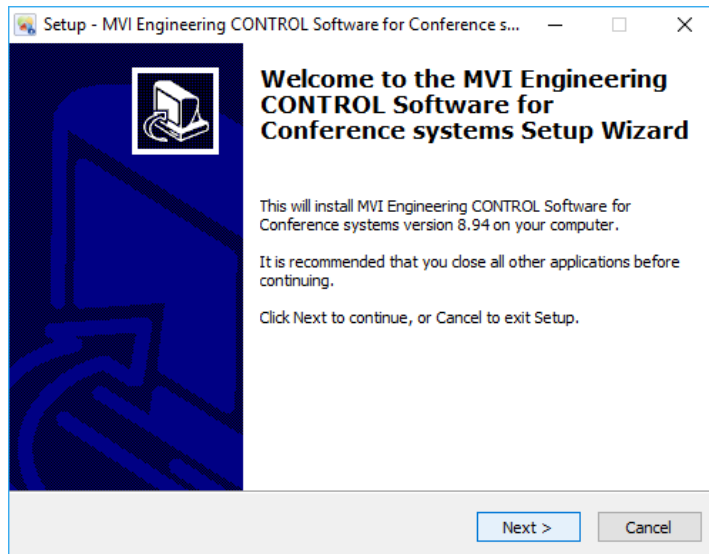 Setup - MVI Engineering CONTROL Software for Conference s...
Welcome to the MVI Engineering
CONTROL Software for
Conference systems Setup Wizard
This will install MVI Engineering CONTROL Software for
Conference systems version 8.94 on your computer.
It is recommended that you close all other applications before
continuing.
Click Next to continue, or Cancel to exit Setup.
Next >
Cancel